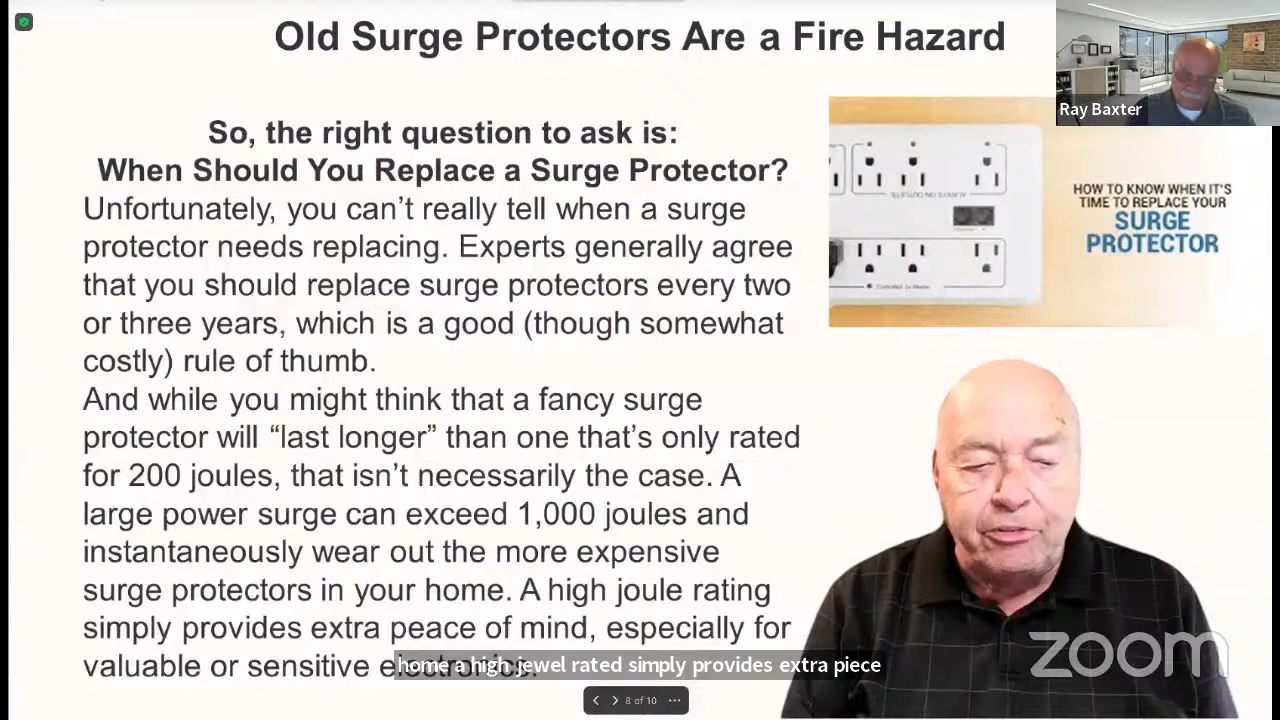 Old Surge Protectors Are a Fire Hazard
Ray Baxter
So, the right question to ask is:
When Should You Replace a Surge Protector?
Unfortunately, you can’t really tell when a surge
protector needs replacing. Experts generally agree
that you should replace surge protectors every two
or three years, which is a good (though somewhat
costly) rule of thumb.
And while you might think that a fancy surge
protector will “last longer” than one that’s only rated
for 200 joules, that isn’t necessarily the case. A
large power surge can exceed 1,000 joules and
instantaneously wear out the more expensive
surge protectors in your home. A high joule rating
simply provides extra peace of mind, especially for
valuable or sensitive
home a high jewel rated simply provides extra piece
ALWAYS ON OUTLETS
HOW TO KNOW WHEN IT'S
TIME TO REPLACE YOUR
SURGE
PROTECTOR
zoom
8 of 10